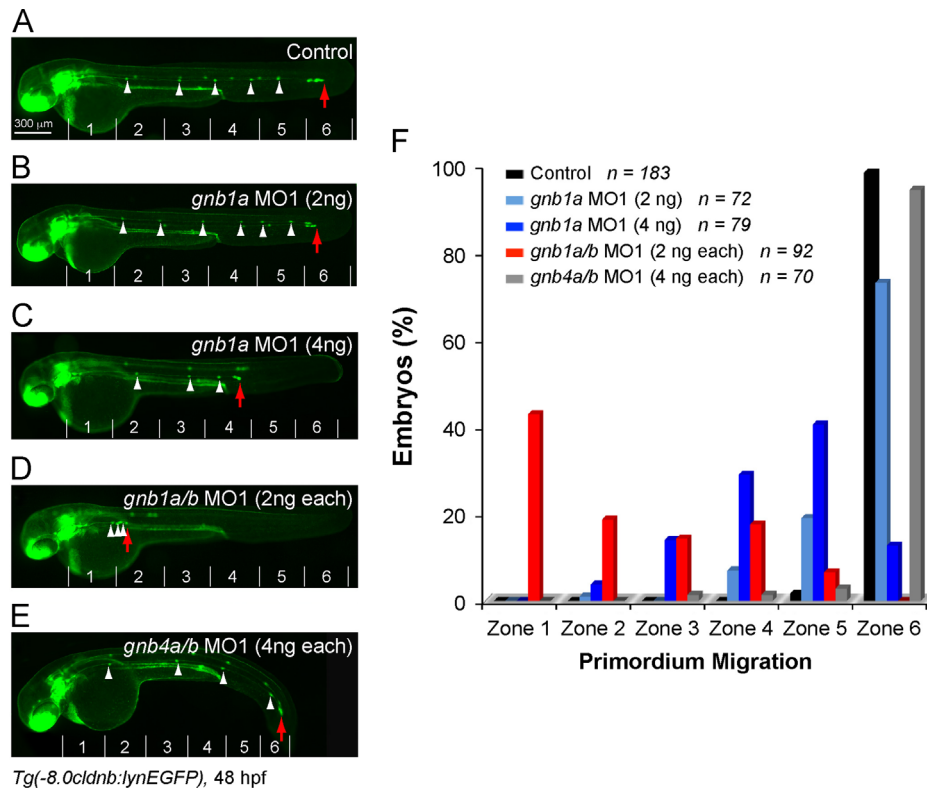 A
Control
300 μm
1 2 3 4 5 6
B
gnb1a MO1 (2ng)
1 2 3 4 5 6
C
gnb1a MO1 (4ng)
1 2 3 4 5 6
D
gnb1a/b MO1 (2ng each)
1 2 3 4 5 6
E
gnb4a/b MO1 (4ng each)
1 2 3 4 5 6
Tg(-8.0cldnb:lynEGFP), 48 hpf
F
Control n = 183
gnb1a MO1 (2 ng) n = 72
gnb1a MO1 (4 ng) n = 79
gnb1a/b MO1 (2 ng each) n = 92
gnb4a/b MO1 (4 ng each) n = 70
Embryos (%)
100
80
60
40
20
0
Zone 1 Zone 2 Zone 3 Zone 4 Zone 5 Zone 6
Primordium Migration